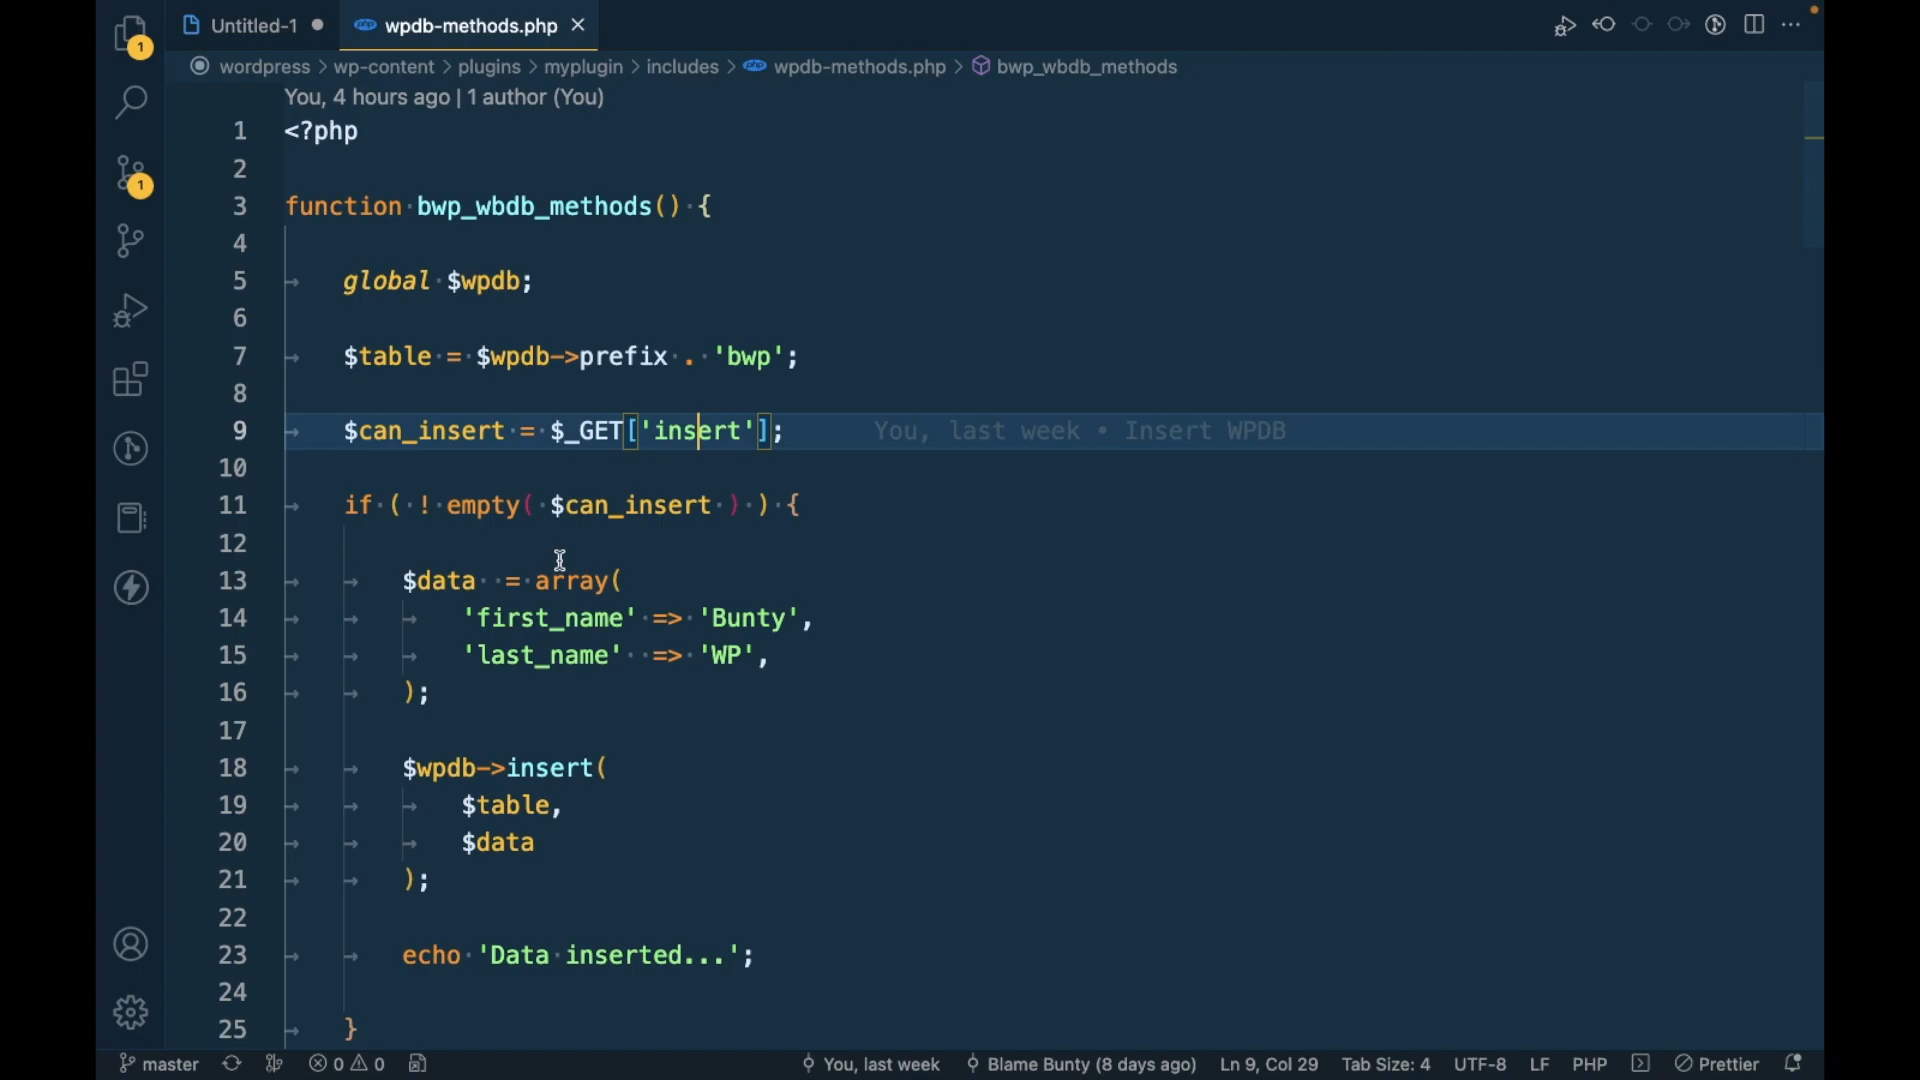 1
1
Untitled-1
php wpdb-methods.php
wordpress > wp-content > plugins > myplugin > includes > php wpdb-methods.php > bwp_wbdb_methods
You, 4 hours ago | 1 author (You)
1 <?php
2
3 function bwp_wbdb_methods() {
4
5 global $wpdb;
6
7 $table = $wpdb->prefix . 'bwp';
8
9 $can_insert = $_GET['insert']; You, last week • Insert WPDB
10
11 if ( ! empty( $can_insert ) ) {
12
13 $data  = array(
14 'first_name' => 'Bunty',
15 'last_name'  => 'WP',
16 );
17
18 $wpdb->insert(
19 $table,
20 $data
21 );
22
23 echo 'Data inserted...';
24
25 }
master 0 0 You, last week Blame Bunty (8 days ago) Ln 9, Col 29 Tab Size: 4 UTF-8 LF PHP Prettier